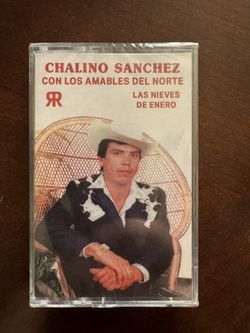 CHALINO SANCHEZ
CON LOS AMABLES DEL NORTE
LAS NIEVES
DE ENERO
RR